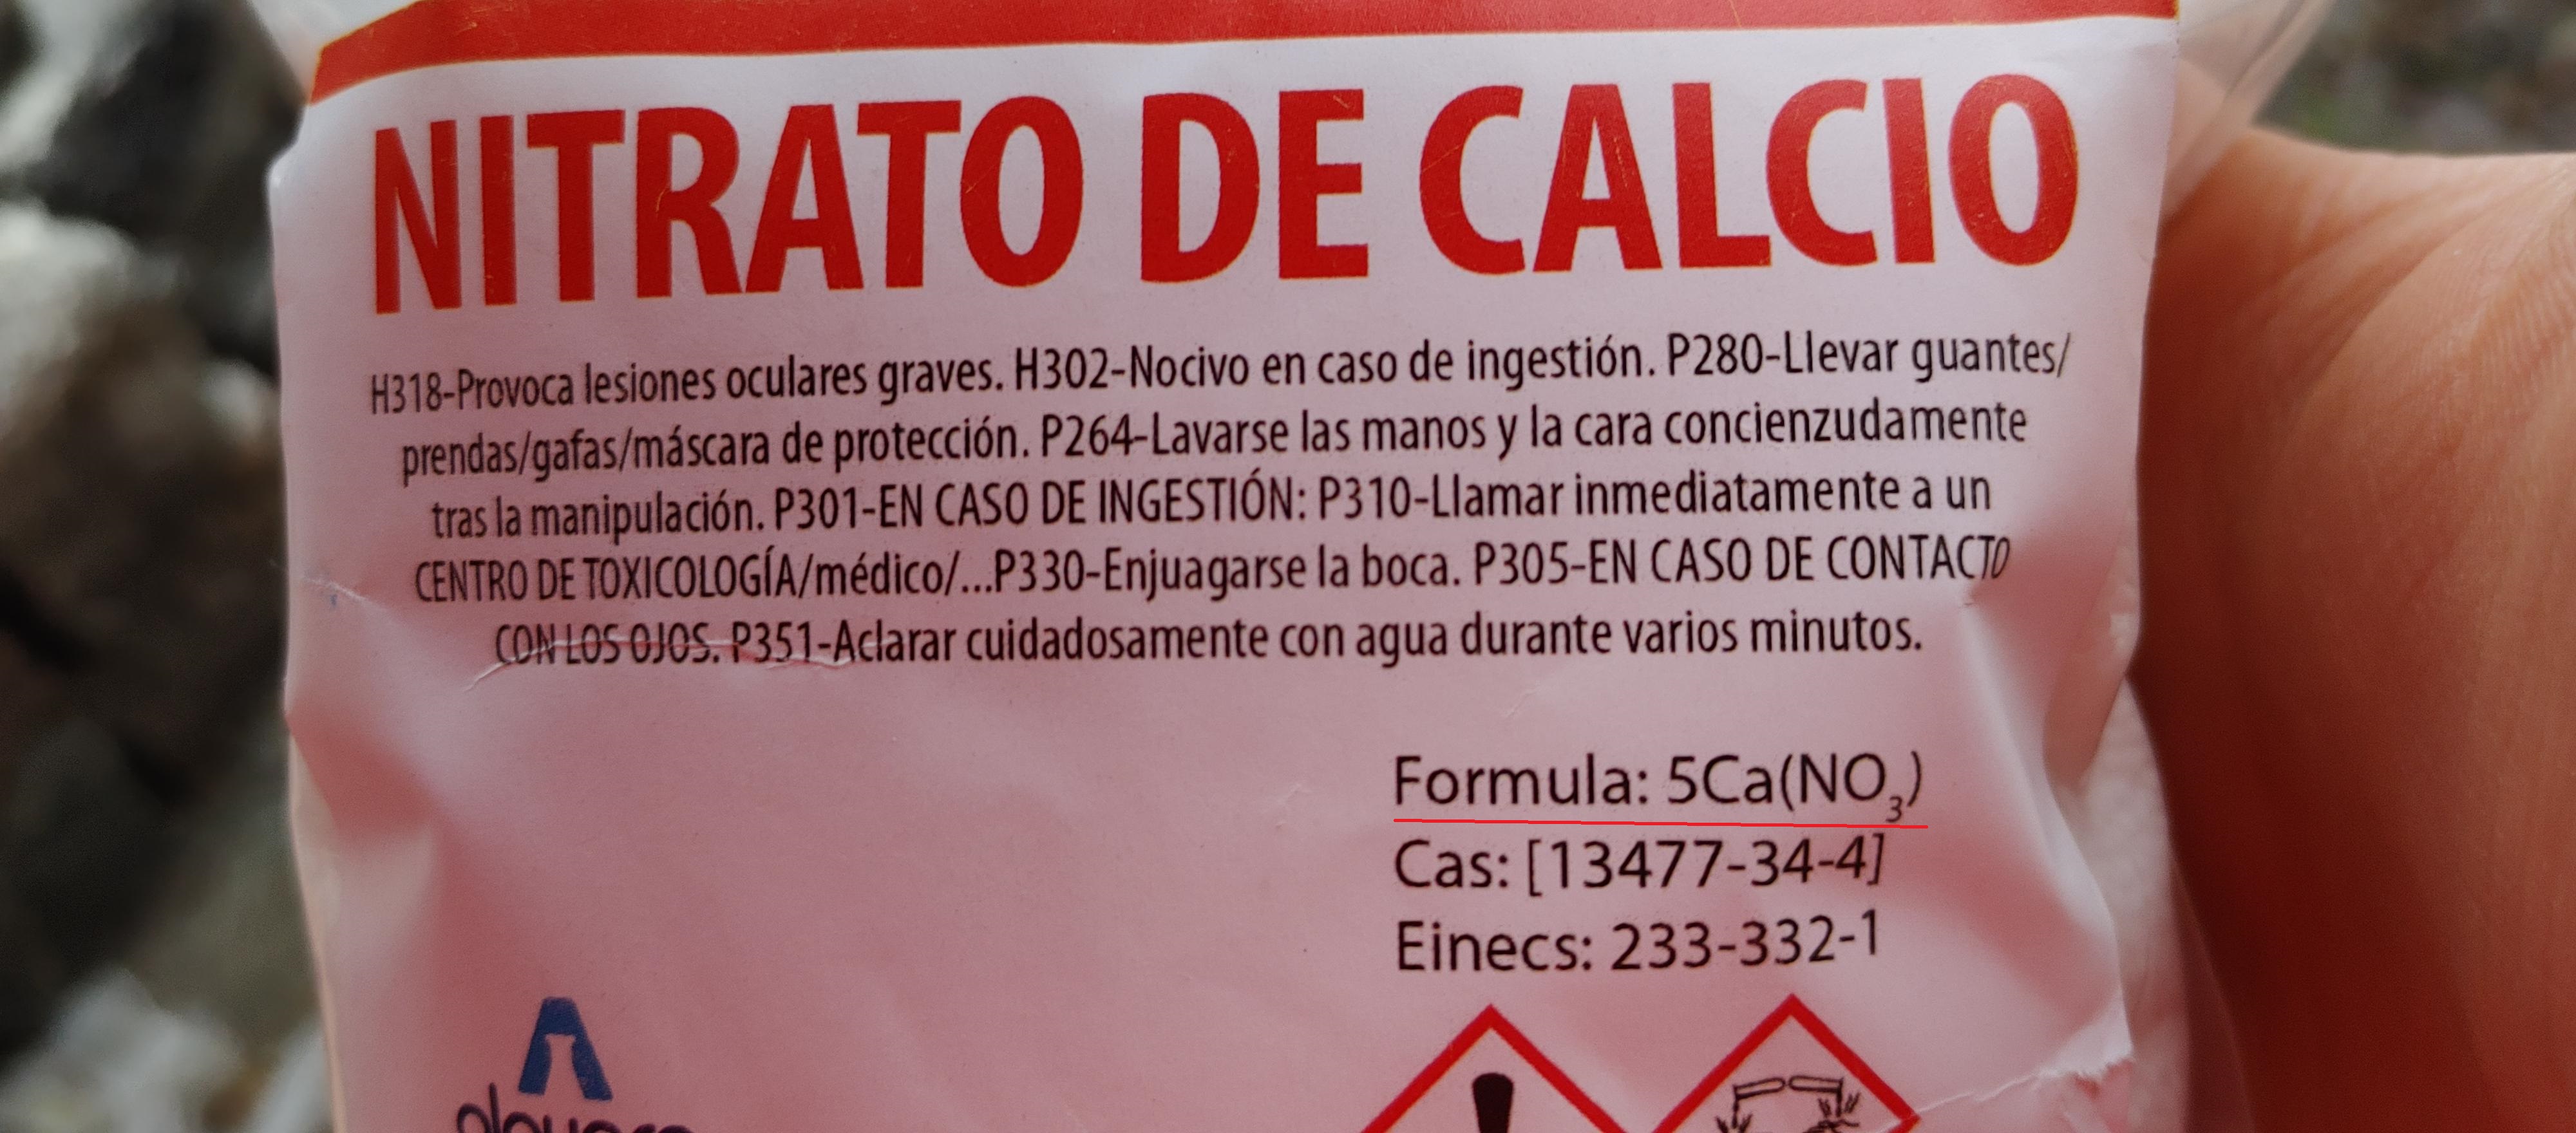 NITRATO DE CALCIO
H318-Provoca lesiones oculares graves. H302-Nocivo en caso de ingestión. P280-Llevar guantes/
prendas/gafas/máscara de protección. P264-Lavarse las manos y la cara concienzudamente
tras la manipulación. P301-EN CASO DE INGESTIÓN: P310-Llamar inmediatamente a un
CENTRO DE TOXICOLOGÍA/médico/...P330-Enjuagarse la boca. P305-EN CASO DE CONTACTO
CON LOS OJOS. P351-Aclarar cuidadosamente con agua durante varios minutos.
Formula: 5Ca(NO₃)
Cas: [13477-34-4]
Einecs: 233-332-1